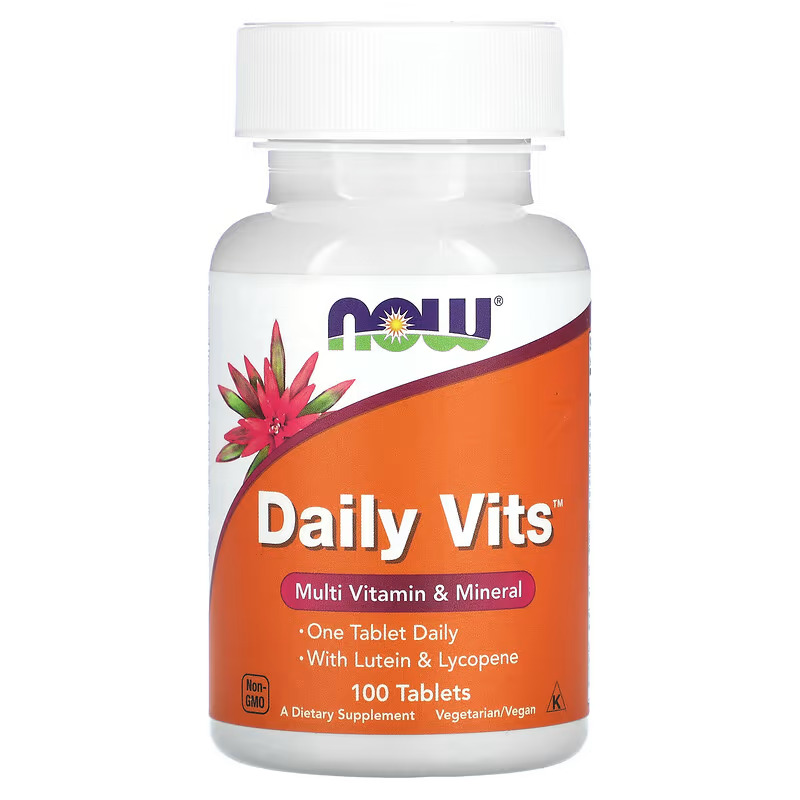 NOW®
Daily Vits™
Multi Vitamin & Mineral
•One Tablet Daily
•With Lutein & Lycopene
100 Tablets
Non-
GMO
A Dietary Supplement Vegetarian/Vegan
K